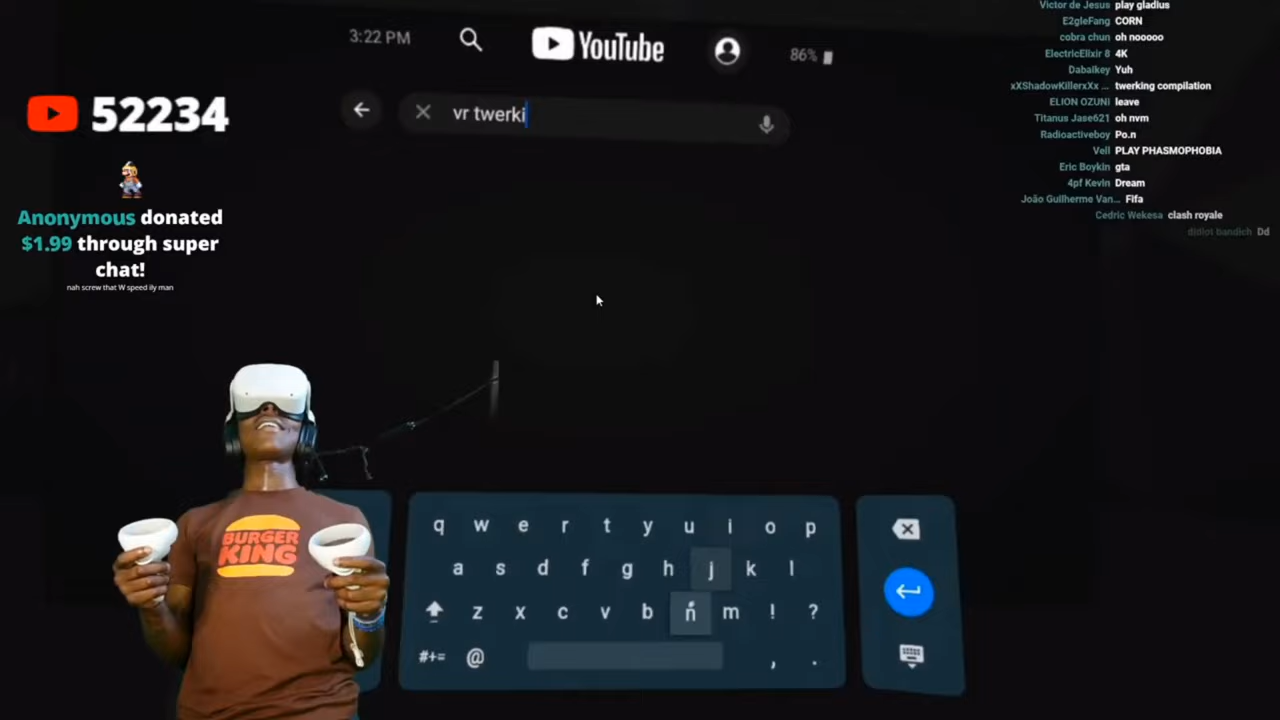 3:22 PM
YouTube
86%
vr twerki
52234
Anonymous donated
$1.99 through super
chat!
nah screw that W speed ily man
Victor de Jesus play gladius
E2gleFang CORN
cobra chun oh nooooo
ElectricElixir 8 4K
Dabalkey Yuh
xXShadowKillerxXx ... twerking compilation
ELION OZUNI leave
Titanus Jase621 oh nvm
Radioactiveboy Po.n
Vell PLAY PHASMOPHOBIA
Eric Boykin gta
4pf Kevin Dream
João Guilherme Van... Fifa
Cedric Wekesa clash royale
djdjot bandich Dd
BURGER
KING
q w e r t y u i o p
a s d f g h j k l
z x c v b n m ! ?
#+= @ , .